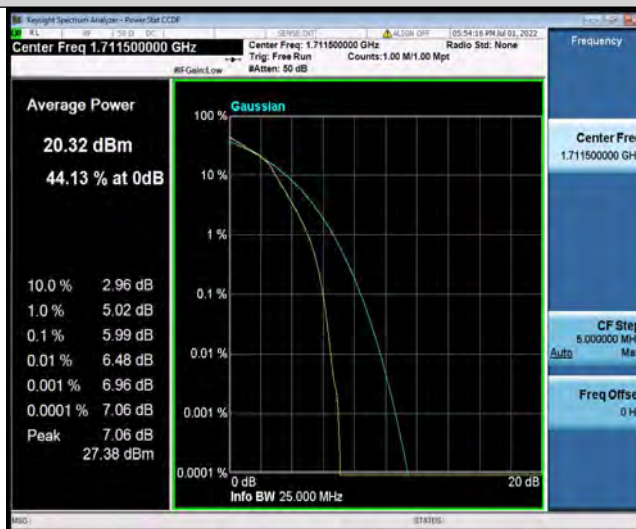 Keysight Spectrum Analyzer - Power Stat CCDF
RL RF 50 Ω DC SENSE:INT ALIGN OFF 05:54:16 PM Jul 01, 2022
Center Freq 1.711500000 GHz
Center Freq: 1.711500000 GHz Radio Std: None
Trig: Free Run Counts:1.00 M/1.00 Mpt
#IFGain:Low #Atten: 50 dB
Frequency
Average Power
20.32 dBm
44.13 % at 0dB
10.0 % 2.96 dB
1.0 % 5.02 dB
0.1 % 5.99 dB
0.01 % 6.48 dB
0.001 % 6.96 dB
0.0001 % 7.06 dB
Peak 7.06 dB
27.38 dBm
Gaussian
100 %
10 %
1 %
0.1 %
0.01 %
0.001 %
0.0001 %
0 dB 20 dB
Info BW 25.000 MHz
Center Fre
1.711500000 GH
CF Step
5.000000 MH
Auto Ma
Freq Offse
0 H
MSG STATUS